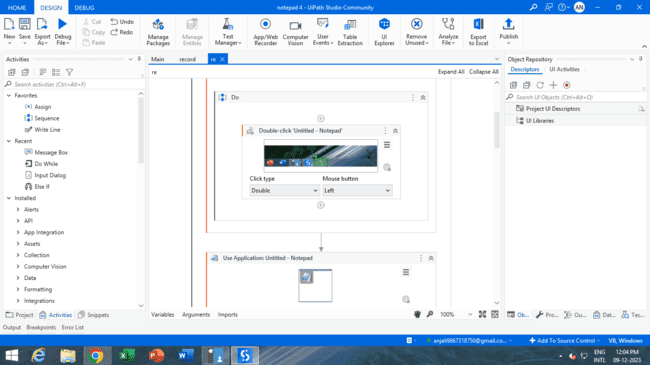 HOME DESIGN DEBUG notepad 4 - UiPath Studio Community AN
New Save Export As Debug File Cut Copy Paste Undo Redo Manage Packages Manage Entities Test Manager App/Web Recorder Computer Vision User Events Table Extraction UI Explorer Remove Unused Analyze File Export to Excel Publish
Activities
Search activities (Ctrl+Alt+F)
Favorites
Assign
Sequence
Write Line
Recent
Message Box
Do While
Input Dialog
Else If
Installed
Alerts
API
App Integration
Assets
Collection
Computer Vision
Data
Formatting
Integrations
Project Activities Snippets
Main record re
re Expand All Collapse All
Do
Double-click 'Untitled - Notepad'
Click type Mouse button
Double Left
Use Application: Untitled - Notepad
Variables Arguments Imports 100%
Object Repository
Descriptors UI Activities
Search UI Objects (Ctrl+Alt+O)
Project UI Descriptors
UI Libraries
Ob... Pro... Ou... Dat... Tes...
Output Breakpoints Error List
anjali9867318750@gmail.co... Add To Source Control VB, Windows
ENG 12:04 PM
INTL 09-12-2023